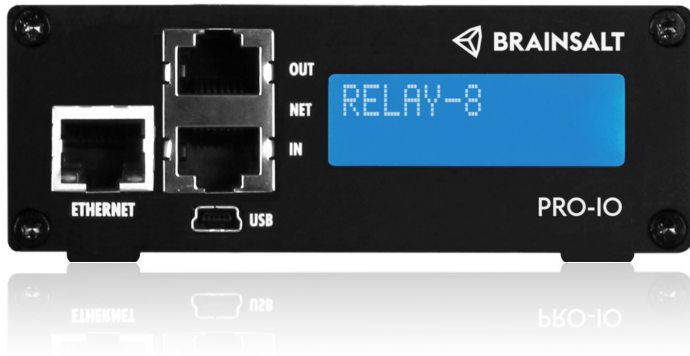 BRAINSALT
OUT
RELAY-8
NET
IN
ETHERNET
USB
PRO-IO